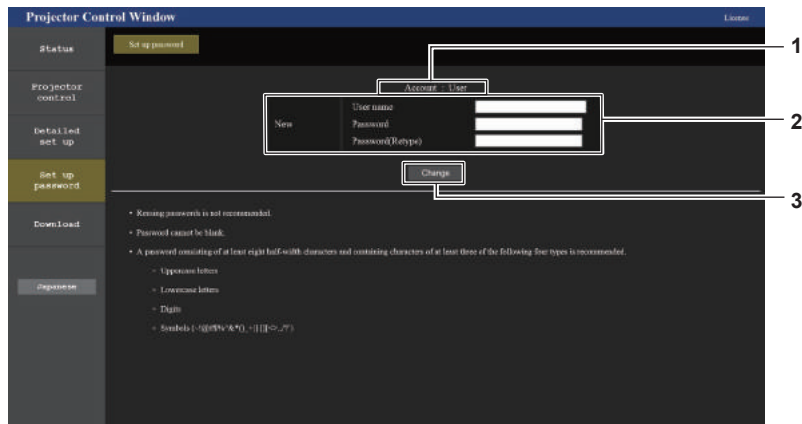 Projector Control Window
License
Status
Set up password
1
Projector
control
Account : User
User name
New
Password
2
Password(Retype)
Detailed
set up
Set up
password
Change
3
Download
• Reusing passwords is not recommended.
• Password cannot be blank.
• A password consisting of at least eight half-width characters and containing characters of at least three of the following four types is recommended.
- Uppercase letters
- Lowercase letters
- Digits
Japanese
- Symbols